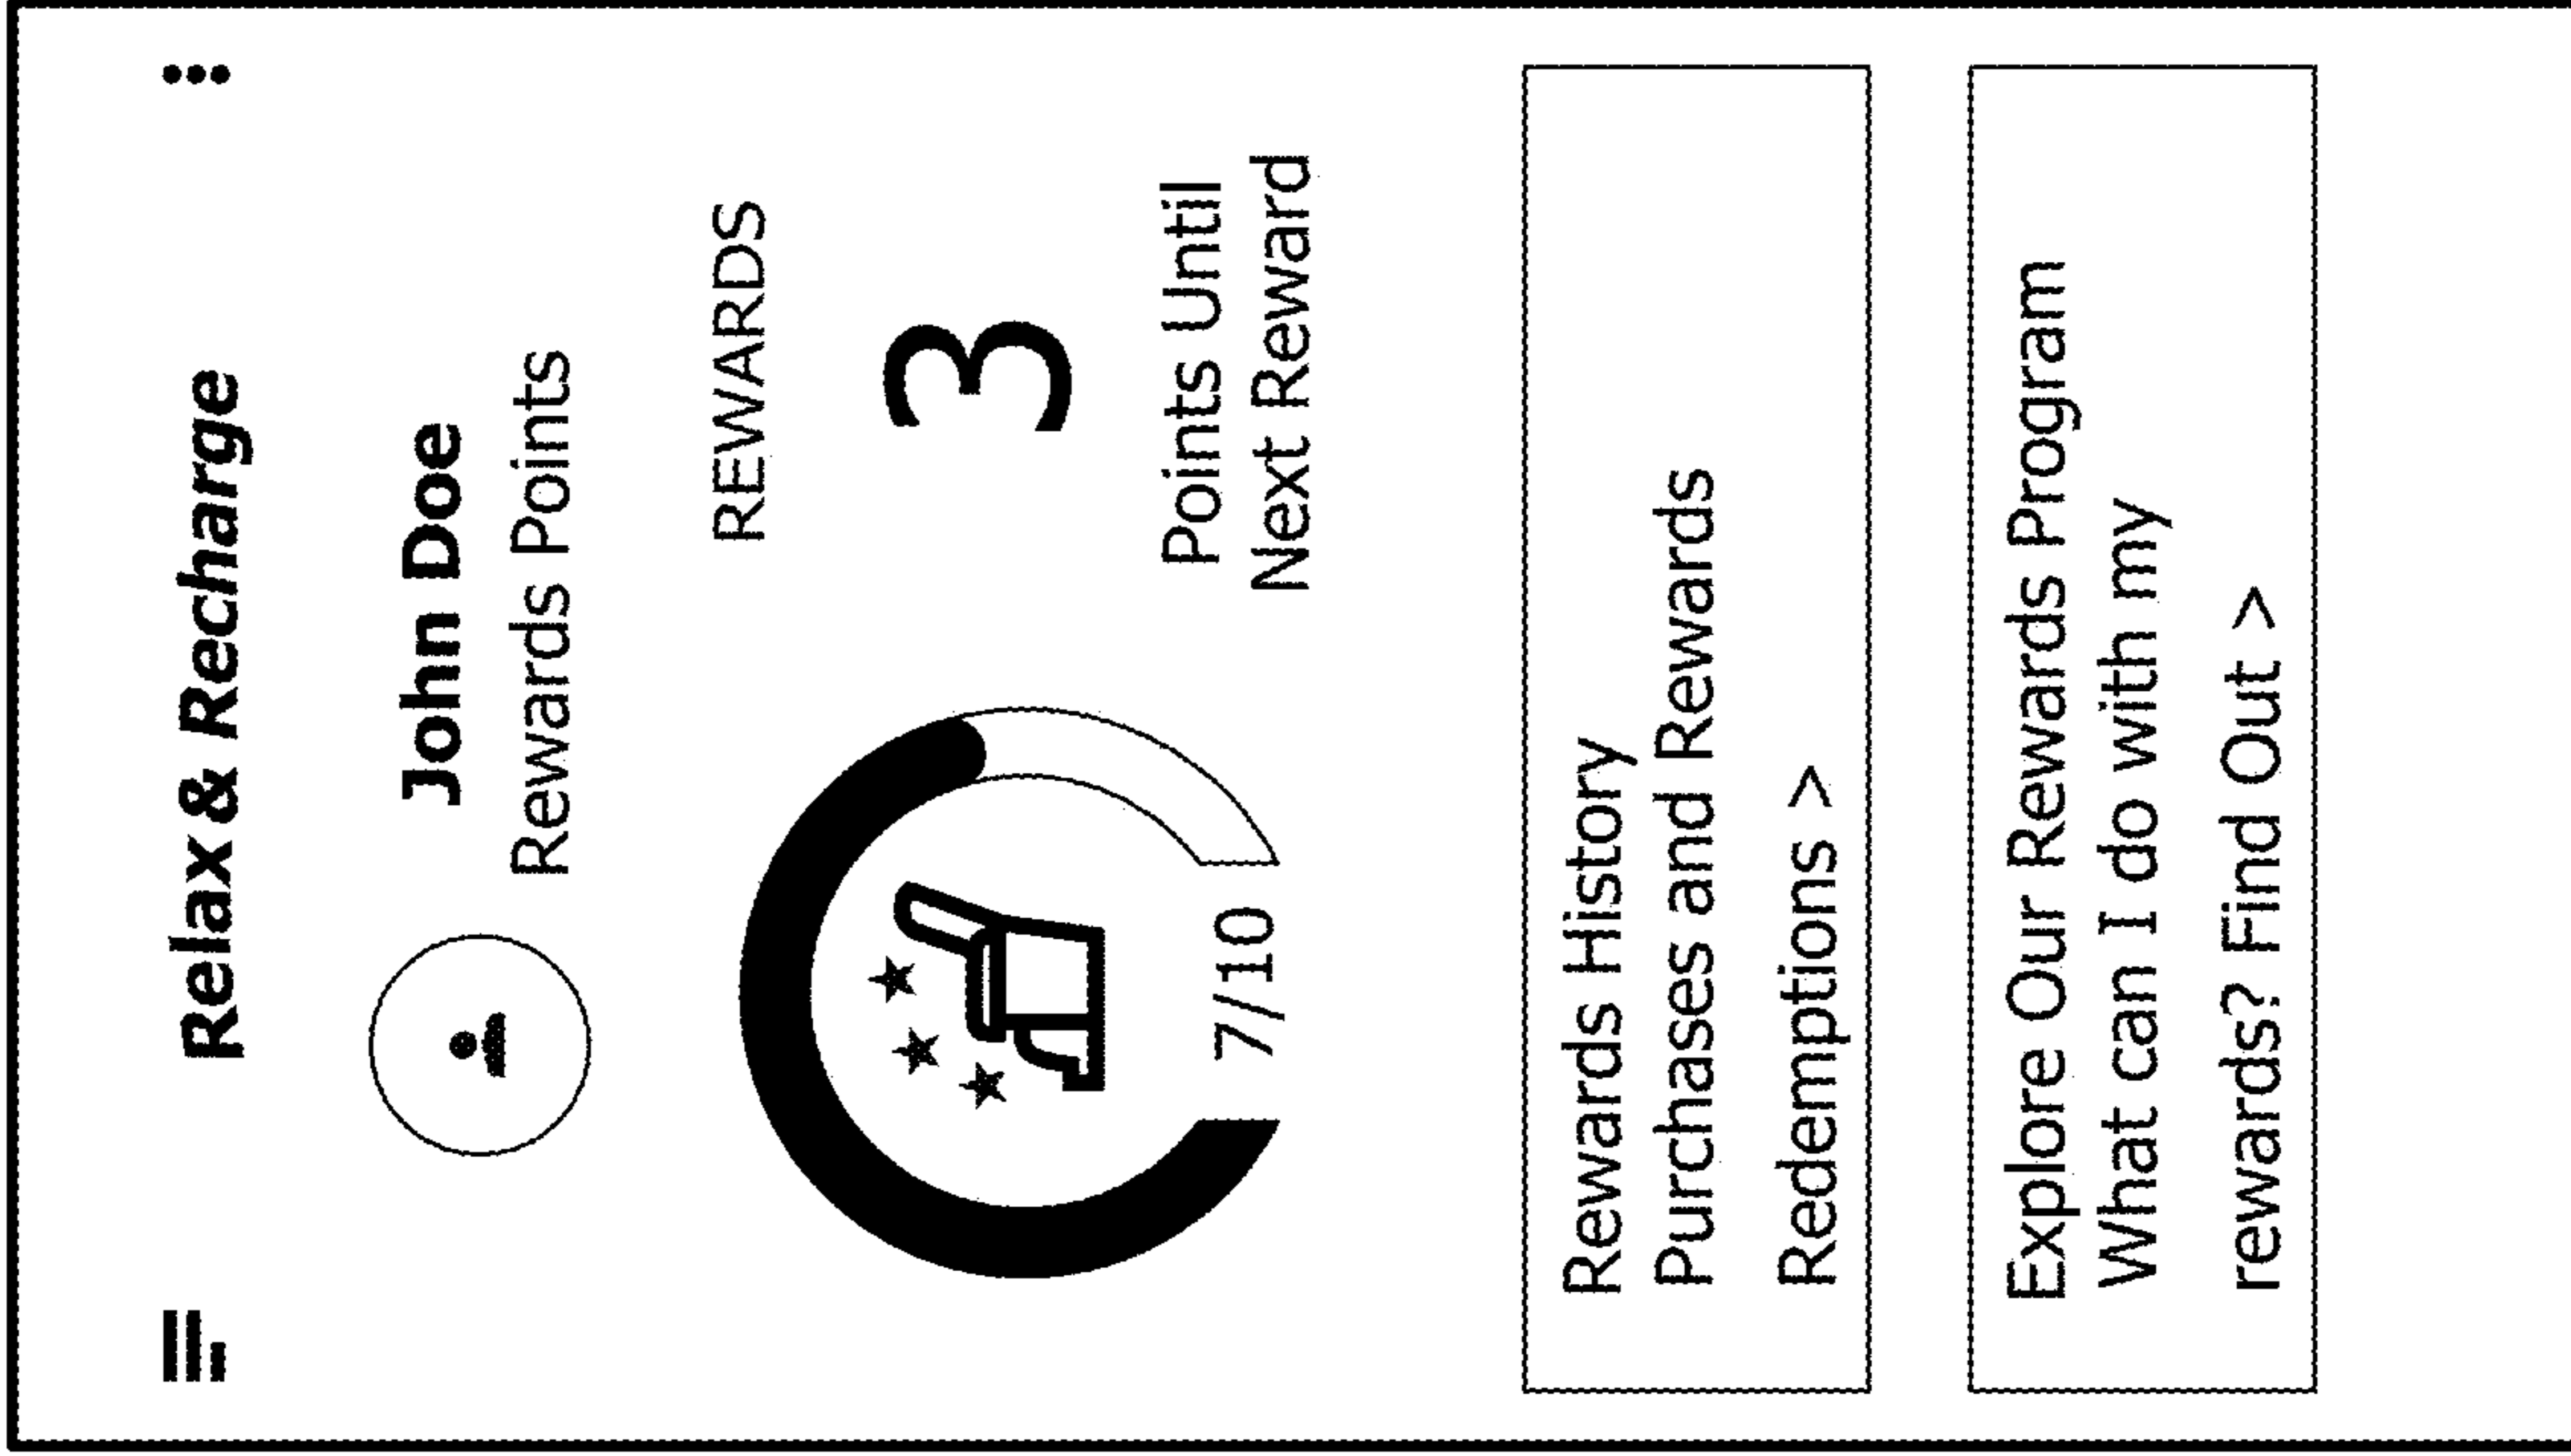 Relax & Recharge
John Doe
Rewards Points
REWARDS
7/10
3
Points Until
Next Reward
Rewards History
Purchases and Rewards
Redemptions >
Explore Our Rewards Program
What can I do with my
rewards? Find Out >